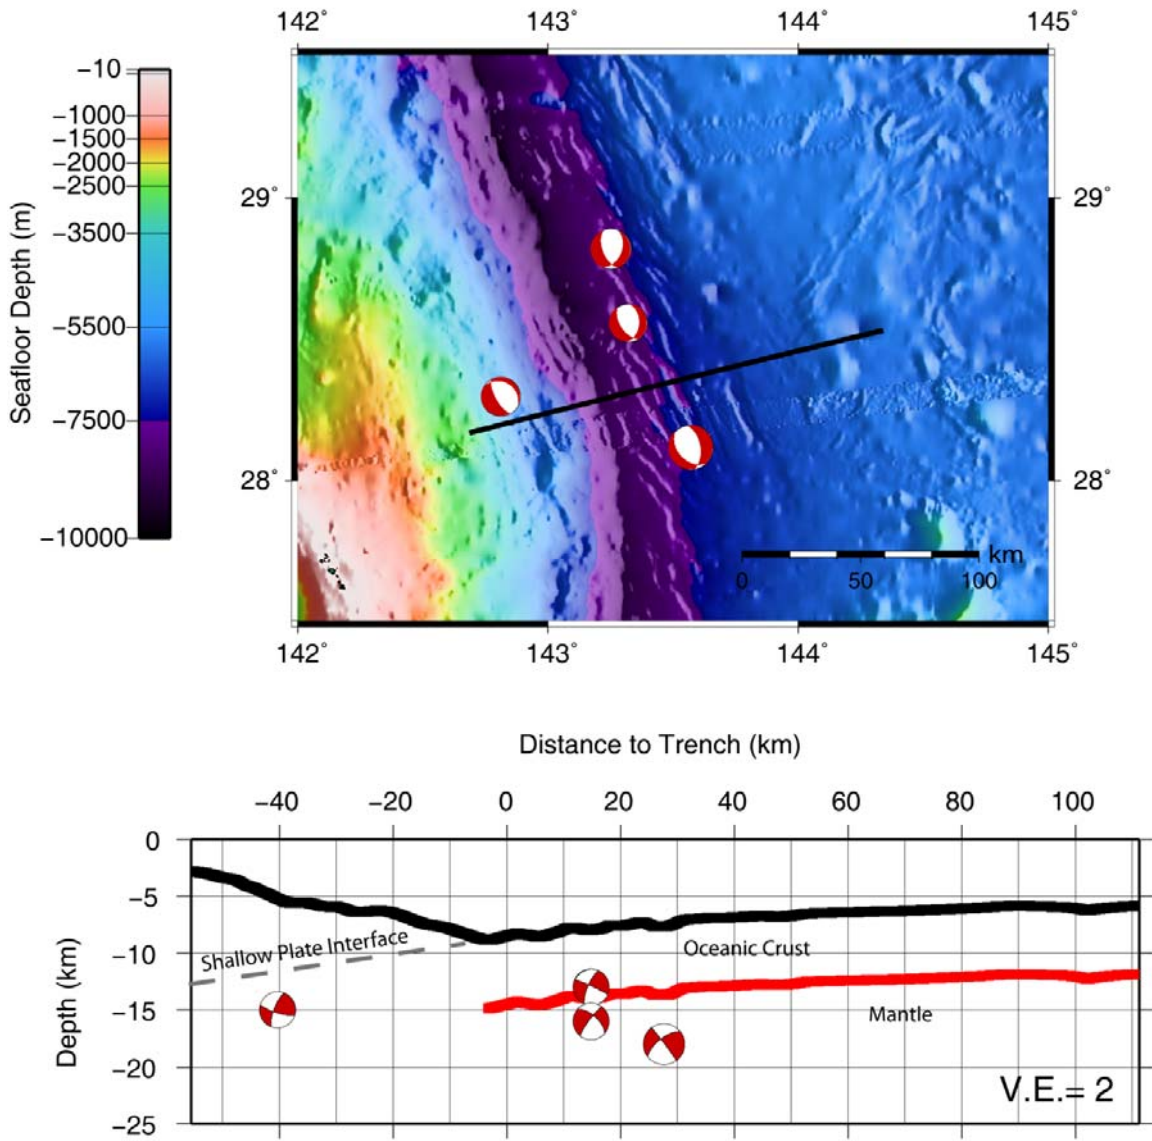 142˚ 143˚ 144˚ 145˚
Seafloor Depth (m)
−10
−1000
−1500
−2000
−2500
−3500
−5500
−7500
−10000
29˚ 29˚
28˚ 28˚
km
0 50 100
142˚ 143˚ 144˚ 145˚
Distance to Trench (km)
−40 −20 0 20 40 60 80 100
Depth (km)
0
−5
−10
−15
−20
−25
Shallow Plate Interface
Oceanic Crust
Mantle
V.E.= 2